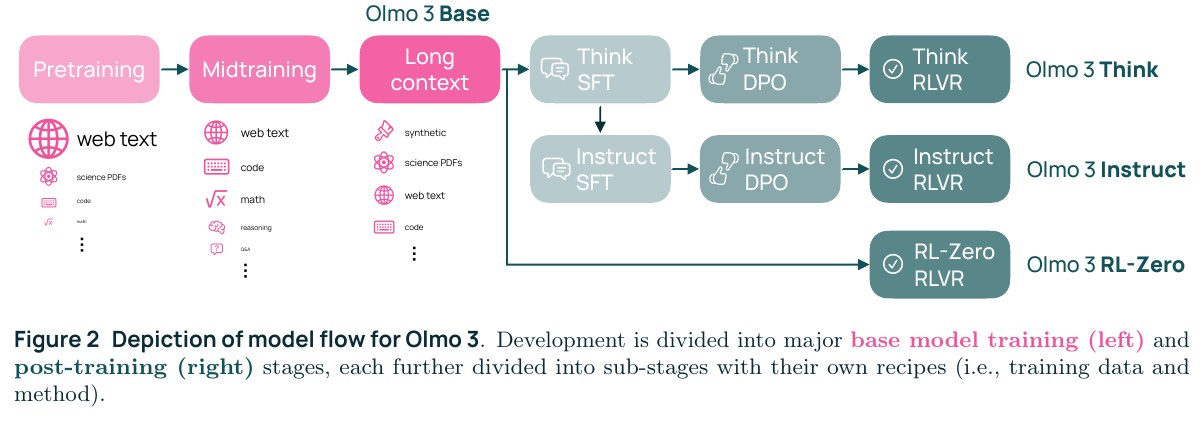 Olmo 3 Base
Pretraining
Midtraining
Long
context
Think
SFT
Think
DPO
Think
RLVR
Olmo 3 Think
web text
science PDFs
code
math
⋮
web text
code
math
reasoning
Q&A
⋮
synthetic
science PDFs
web text
code
⋮
Instruct
SFT
Instruct
DPO
Instruct
RLVR
Olmo 3 Instruct
RL-Zero
RLVR
Olmo 3 RL-Zero
Figure 2 Depiction of model flow for Olmo 3. Development is divided into major base model training (left) and
post-training (right) stages, each further divided into sub-stages with their own recipes (i.e., training data and
method).